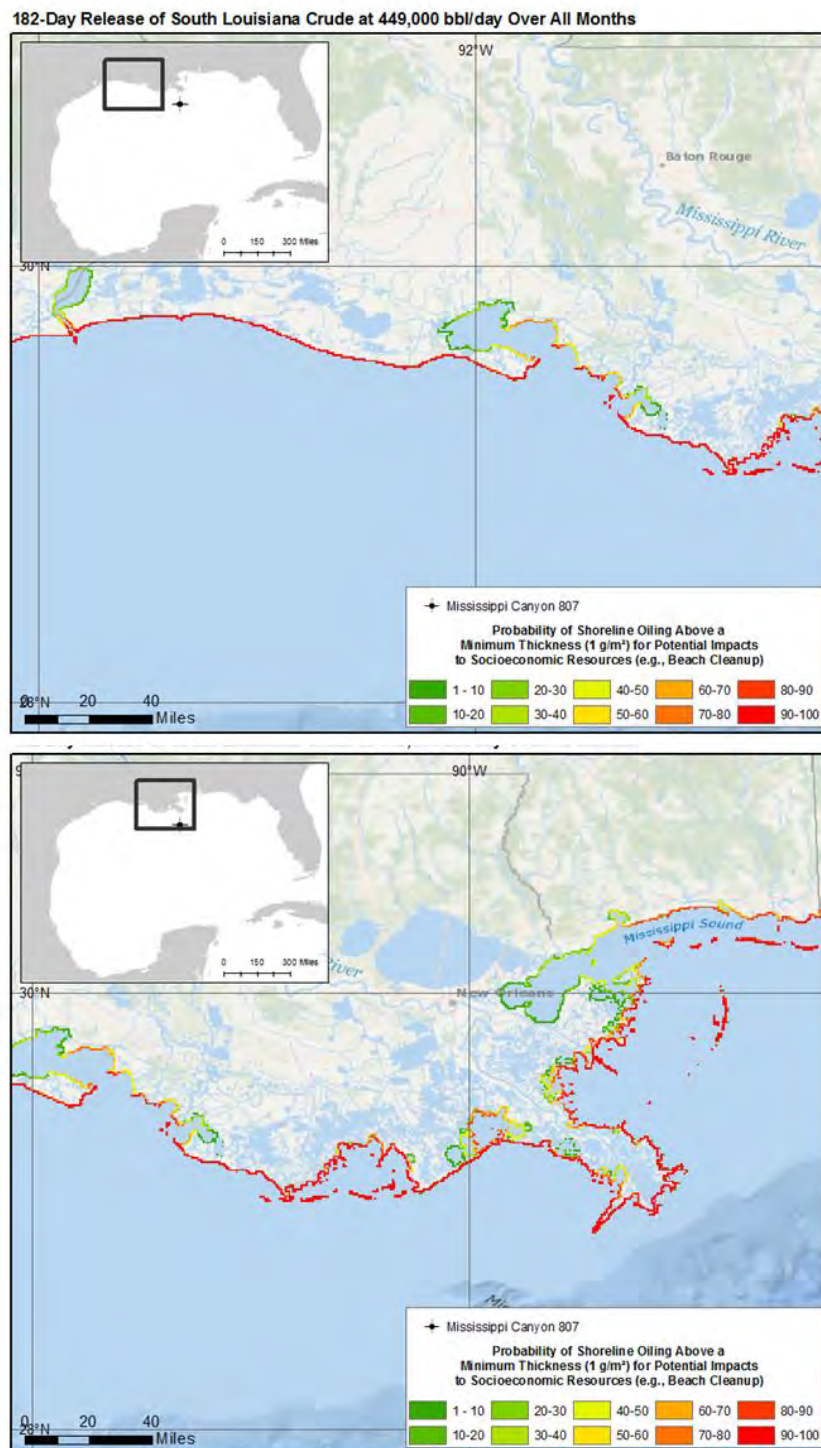 182-Day Release of South Louisiana Crude at 449,000 bbl/day Over All Months
92°W
Baton Rouge
Mississippi River
0 150 300 Miles
30°N
28°N
0 20 40
Miles
Mississippi Canyon 807
Probability of Shoreline Oiling Above a
Minimum Thickness (1 g/m²) for Potential Impacts
to Socioeconomic Resources (e.g., Beach Cleanup)
1 - 10 20-30 40-50 60-70 80-90
10-20 30-40 50-60 70-80 90-100
90°W
Mississippi Sound
0 150 300 Miles
River
30°N
New Orleans
28°N
0 20 40
Miles
Mississippi Canyon 807
Probability of Shoreline Oiling Above a
Minimum Thickness (1 g/m²) for Potential Impacts
to Socioeconomic Resources (e.g., Beach Cleanup)
1 - 10 20-30 40-50 60-70 80-90
10-20 30-40 50-60 70-80 90-100